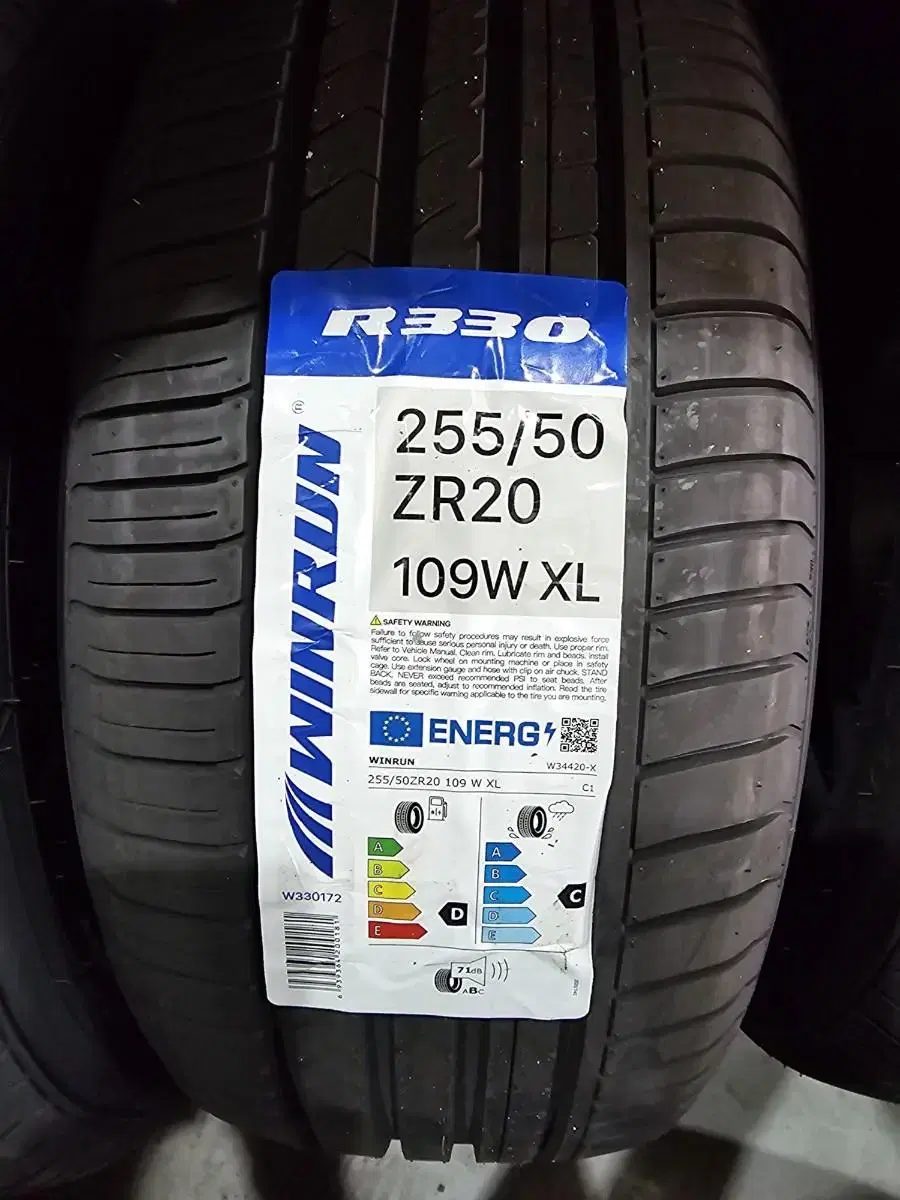 R330
WINRUN
®
255/50
ZR20
109W XL
SAFETY WARNING
Failure to follow safety procedures may result in explosive force
sufficient to cause serious personal injury or death. Use proper rim.
Refer to Vehicle Manual. Clean rim. Lubricate rim and beads. Install
valve core. Lock wheel on mounting machine or place in safety
cage. Use extension gauge and hose with clip on air chuck. STAND
BACK, NEVER exceed recommended PSI to seat beads. After
beads are seated, adjust to recommended inflation. Read the tire
sidewall for specific warning applicable to the tire you are mounting.
ENERG
WINRUN
W34420-X
255/50ZR20 109 W XL
C1
A
B
C
D
E
D
A
B
C
D
E
C
71dB
ABC
W330172